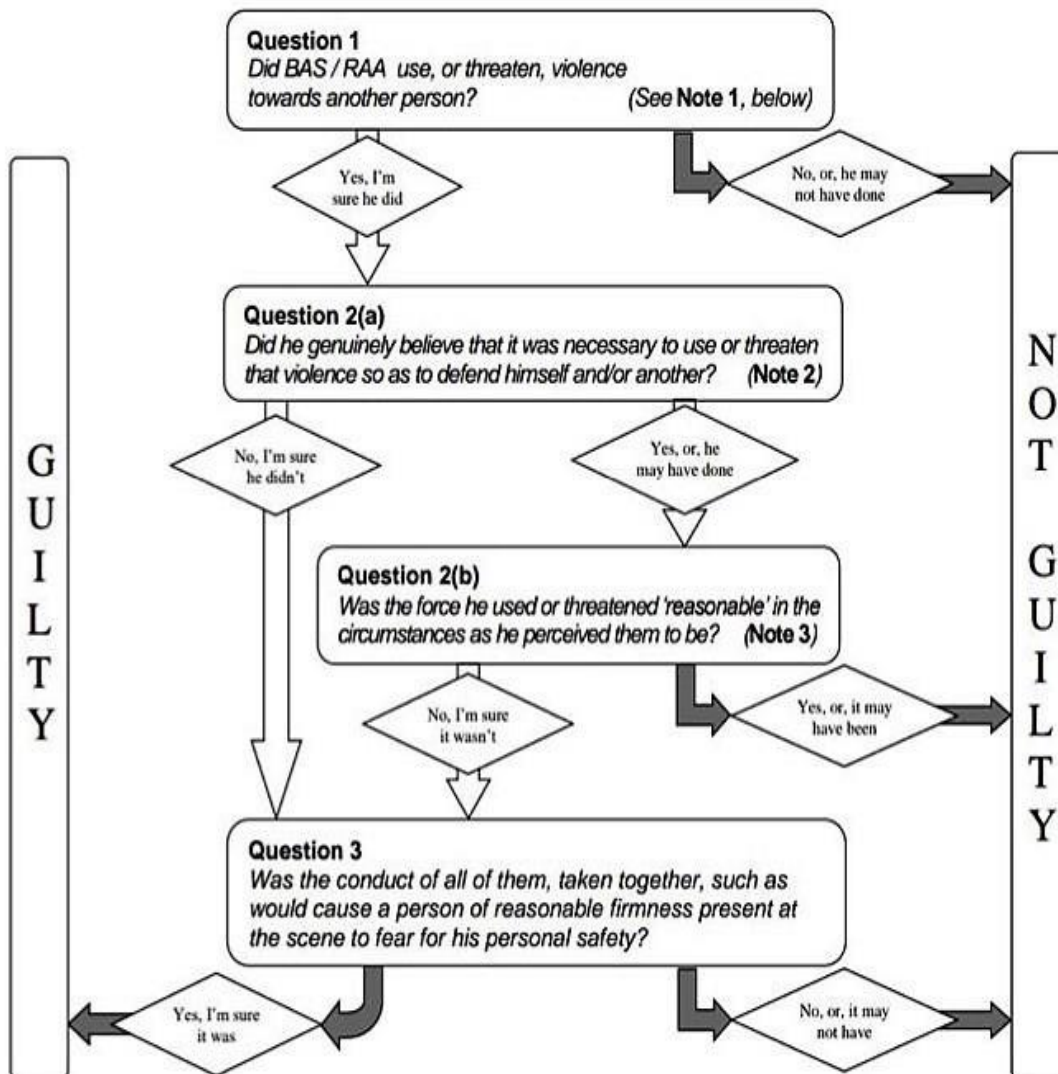 Question 1
Did BAS / RAA use, or threaten, violence
towards another person? (See Note 1, below)
Yes, I'm
sure he did
No, or, he may
not have done
Question 2(a)
Did he genuinely believe that it was necessary to use or threaten
that violence so as to defend himself and/or another? (Note 2)
No, I'm sure
he didn't
Yes, or, he
may have done
Question 2(b)
Was the force he used or threatened 'reasonable' in the
circumstances as he perceived them to be? (Note 3)
No, I'm sure
it wasn't
Yes, or, it may
have been
Question 3
Was the conduct of all of them, taken together, such as
would cause a person of reasonable firmness present at
the scene to fear for his personal safety?
Yes, I'm sure
it was
No, or, it may
not have
G
U
I
L
T
Y
N
O
T
G
U
I
L
T
Y